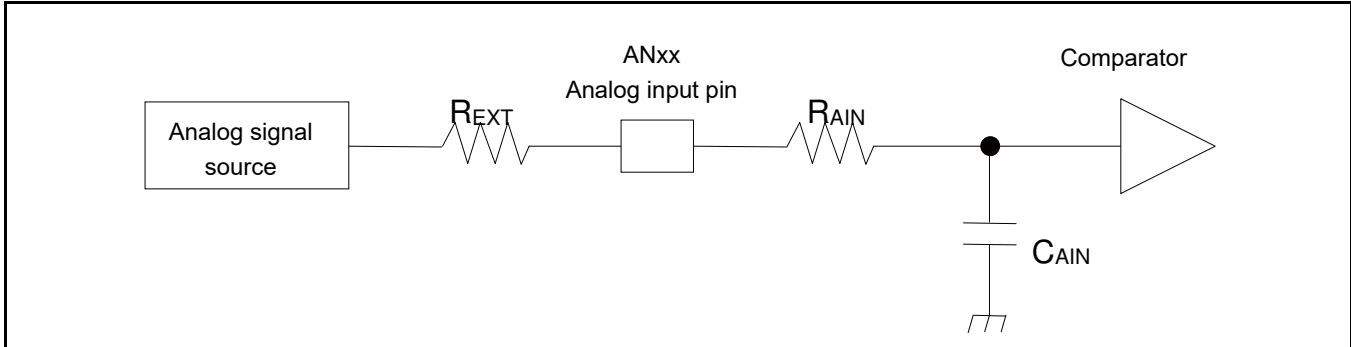 ANxx
Analog input pin
Comparator
Analog signal
source
REXT
RAIN
CAIN